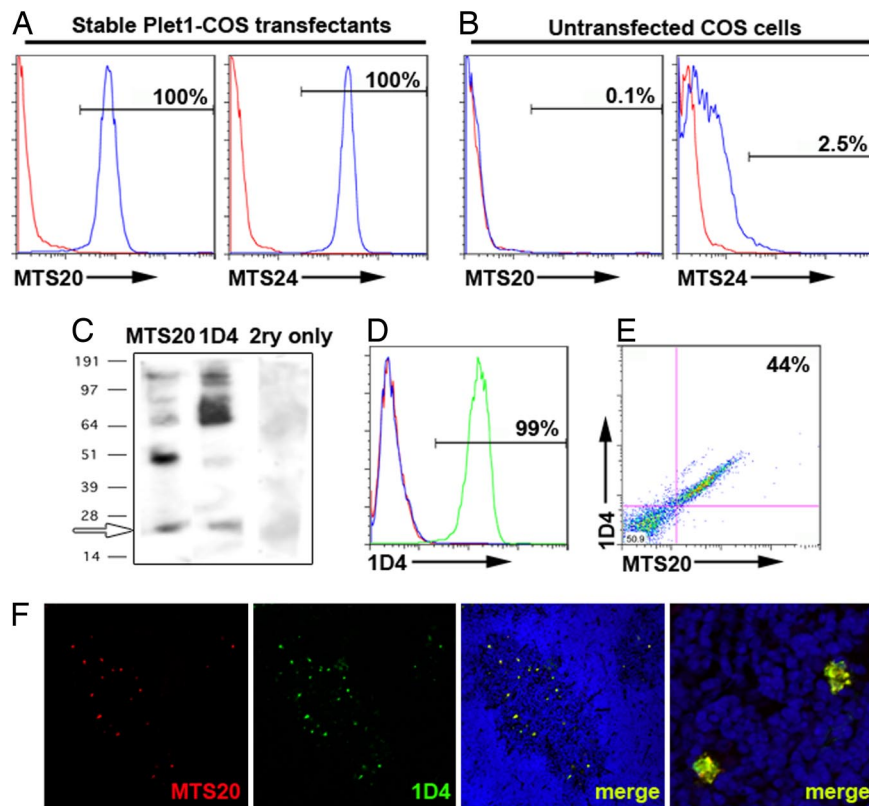 A
Stable Plet1-COS transfectants
B
Untransfected COS cells
100%
100%
0.1%
2.5%
MTS20
MTS24
MTS20
MTS24
C
MTS20 1D4 2ry only
191
97
64
51
39
28
14
D
99%
1D4
E
44%
1D4
50.9
MTS20
F
MTS20
1D4
merge
merge